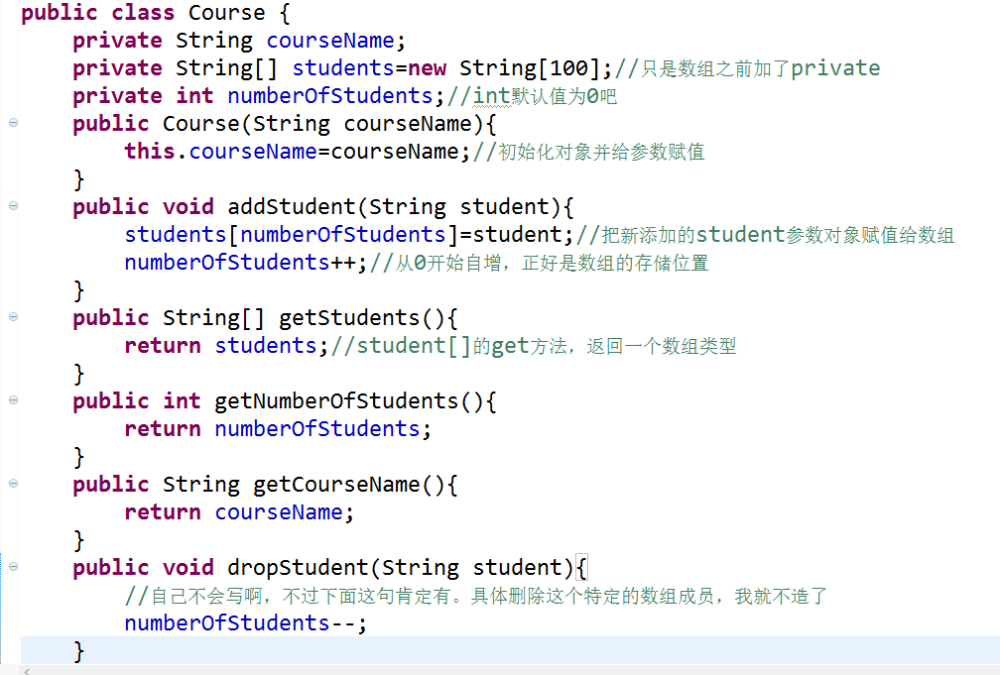 public class Course {
    private String courseName;
    private String[] students=new String[100];//只是数组之前加了private
    private int numberOfStudents;//int默认值为0吧
    public Course(String courseName){
        this.courseName=courseName;//初始化对象并给参数赋值
    }
    public void addStudent(String student){
        students[numberOfStudents]=student;//把新添加的student参数对象赋值给数组
        numberOfStudents++;//从0开始自增，正好是数组的存储位置
    }
    public String[] getStudents(){
        return students;//student[]的get方法，返回一个数组类型
    }
    public int getNumberOfStudents(){
        return numberOfStudents;
    }
    public String getCourseName(){
        return courseName;
    }
    public void dropStudent(String student){
        //自己不会写啊，不过下面这句肯定有。具体删除这个特定的数组成员，我就不造了
        numberOfStudents--;
    }